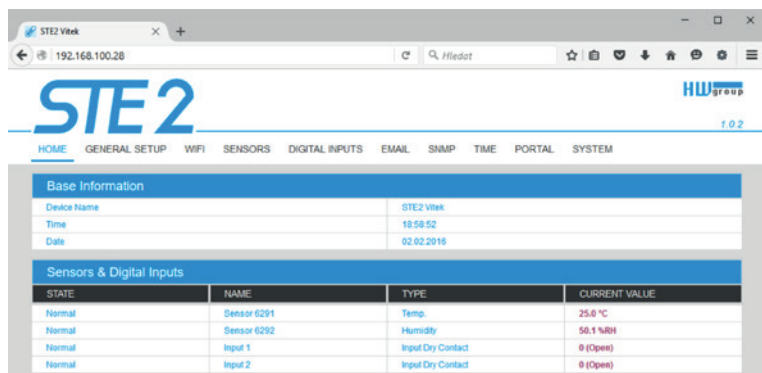 STE2 Vitek
192.168.100.28
Hledat
STE2
HWgroup
1.0.2
HOME GENERAL SETUP WIFI SENSORS DIGITAL INPUTS EMAIL SNMP TIME PORTAL SYSTEM
Base Information
Device Name STE2 Vitek
Time 18:58:52
Date 02.02.2016
Sensors & Digital Inputs
STATE NAME TYPE CURRENT VALUE
Normal Sensor 6291 Temp. 25.0 °C
Normal Sensor 6292 Humidity 50.1 %RH
Normal Input 1 Input Dry Contact 0 (Open)
Normal Input 2 Input Dry Contact 0 (Open)